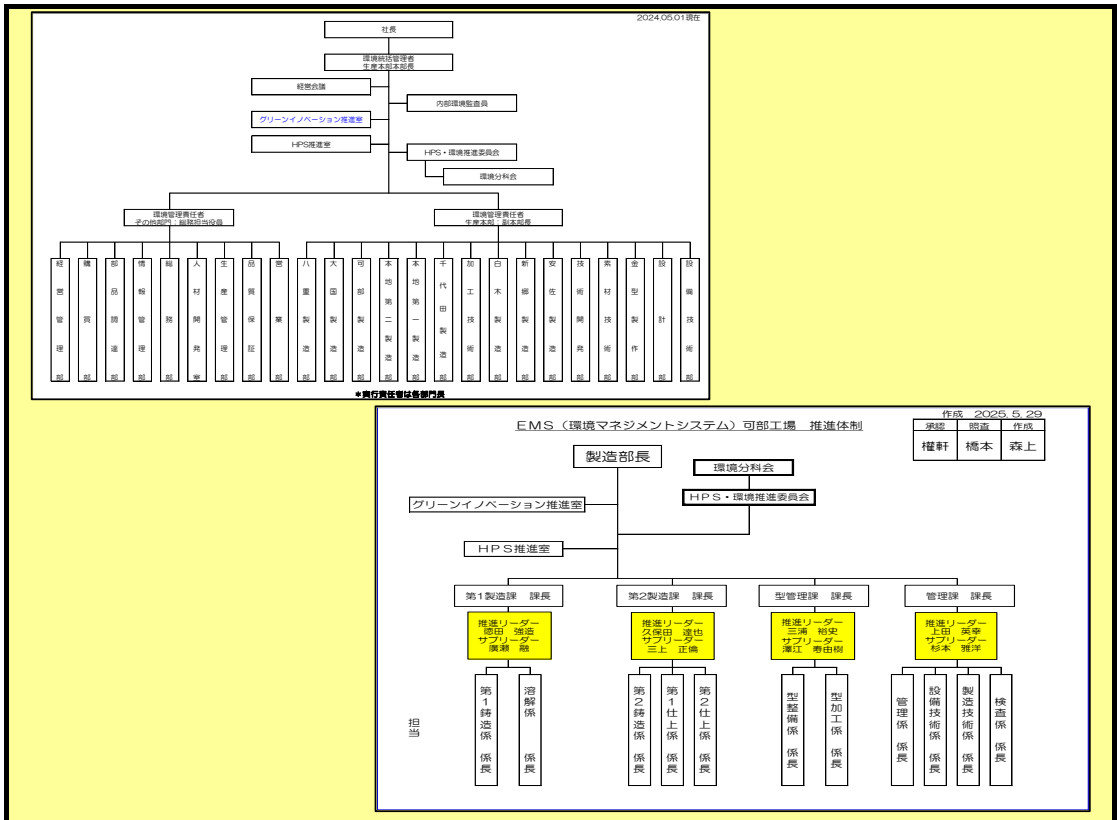 2024.05.01現在
社長
環境統括管理者
生産本部本部長
経営会議
内部環境監査員
グリーンイノベーション推進室
HPS推進室
HPS・環境推進委員会
環境分科会
環境管理責任者
その他部門:総務担当役員
環境管理責任者
生産本部:副本部長
経営管理部
購買部
部品調達部
情報管理部
総務部
人材開発室
生産管理部
品質保証部
営業部
八重製造部
大国製造部
可部製造部
本地第二製造部
本地第一製造部
千代田製造部
加工技術部
白木製造部
新郷製造部
安佐製造部
技術開発部
素材技術部
金型製作部
設計部
設備技術部
*実行責任者は各部門長
作成 2025.5.29
EMS(環境マネジメントシステム)可部工場 推進体制
承認 照査 作成
權軒 橋本 森上
製造部長
環境分科会
HPS・環境推進委員会
グリーンイノベーション推進室
HPS推進室
第1製造課 課長
第2製造課 課長
型管理課 課長
管理課 課長
推進リーダー
徳田 強造
サブリーダー
廣瀬 融
推進リーダー
久保田 達也
サブリーダー
三上 正倫
推進リーダー
三浦 裕史
サブリーダー
澤江 寿由樹
推進リーダー
上田 英幸
サブリーダー
杉本 雅洋
担当
第1鋳造係 係長
溶解係 係長
第2鋳造係 係長
第1仕上係 係長
第2仕上係 係長
型整備係 係長
型加工係 係長
管理係 係長
設備技術係 係長
製造技術係 係長
検査係 係長